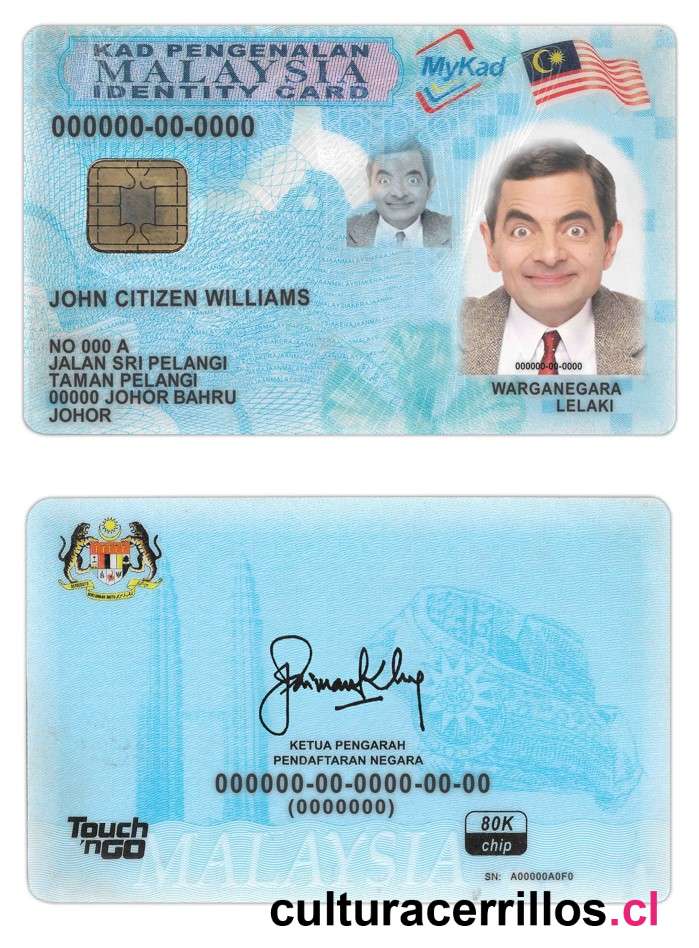 KAD PENGENALAN
MALAYSIA
IDENTITY CARD
MyKad
000000-00-0000
JOHN CITIZEN WILLIAMS
NO 000 A
JALAN SRI PELANGI
TAMAN PELANGI
00000 JOHOR BAHRU
JOHOR
000000-00-0000
WARGANEGARA
LELAKI
KETUA PENGARAH
PENDAFTARAN NEGARA
000000-00-0000-00-00
(0000000)
Touch
'nGO
80K
chip
MALAYSIA
SN: A00000A0F0
culturacerrillos.cl